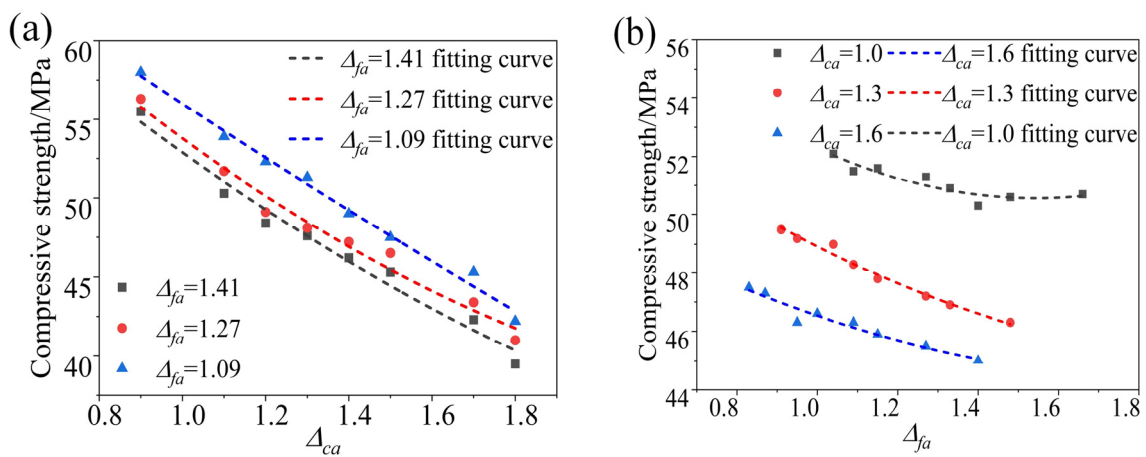 (a)
Compressive strength/MPa
60
55
50
45
40
0.8 1.0 1.2 1.4 1.6 1.8
Δca
Δfa=1.41 fitting curve
Δfa=1.27 fitting curve
Δfa=1.09 fitting curve
Δfa=1.41
Δfa=1.27
Δfa=1.09
(b)
Compressive strength/MPa
56
54
52
50
48
46
44
1.0 1.2 1.4 1.6 1.8
Δfa
Δca=1.0 Δca=1.6 fitting curve
Δca=1.3 Δca=1.3 fitting curve
Δca=1.6 Δca=1.0 fitting curve